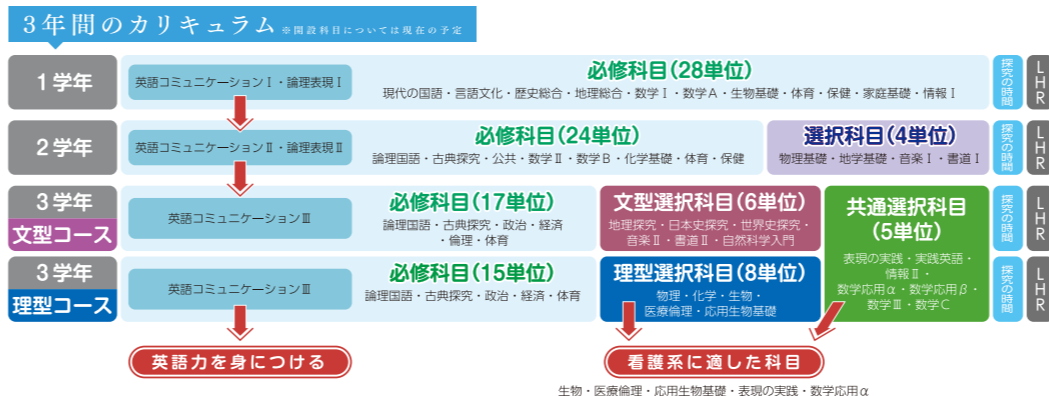 3年間のカリキュラム ※開設科目については現在の予定
1学年
英語コミュニケーションⅠ・論理表現Ⅰ
必修科目(28単位)
現代の国語・言語文化・歴史総合・地理総合・数学Ⅰ・数学A・生物基礎・体育・保健・家庭基礎・情報Ⅰ
探究の時間
LHR
2学年
英語コミュニケーションⅡ・論理表現Ⅱ
必修科目(24単位)
論理国語・古典探究・公共・数学Ⅱ・数学B・化学基礎・体育・保健
選択科目(4単位)
物理基礎・地学基礎・音楽Ⅰ・書道Ⅰ
探究の時間
LHR
3学年
文型コース
英語コミュニケーションⅢ
必修科目(17単位)
論理国語・古典探究・政治・経済
・倫理・体育
文型選択科目(6単位)
地理探究・日本史探究・世界史探究・
音楽Ⅱ・書道Ⅱ・自然科学入門
共通選択科目
(5単位)
表現の実践・実践英語・
情報Ⅱ・
数学応用α・数学応用β・
数学Ⅲ・数学C
探究の時間
LHR
3学年
理型コース
英語コミュニケーションⅢ
必修科目(15単位)
論理国語・古典探究・政治・経済・体育
理型選択科目(8単位)
物理・化学・生物・
医療倫理・応用生物基礎
探究の時間
LHR
英語力を身につける
看護系に適した科目
生物・医療倫理・応用生物基礎・表現の実践・数学応用α